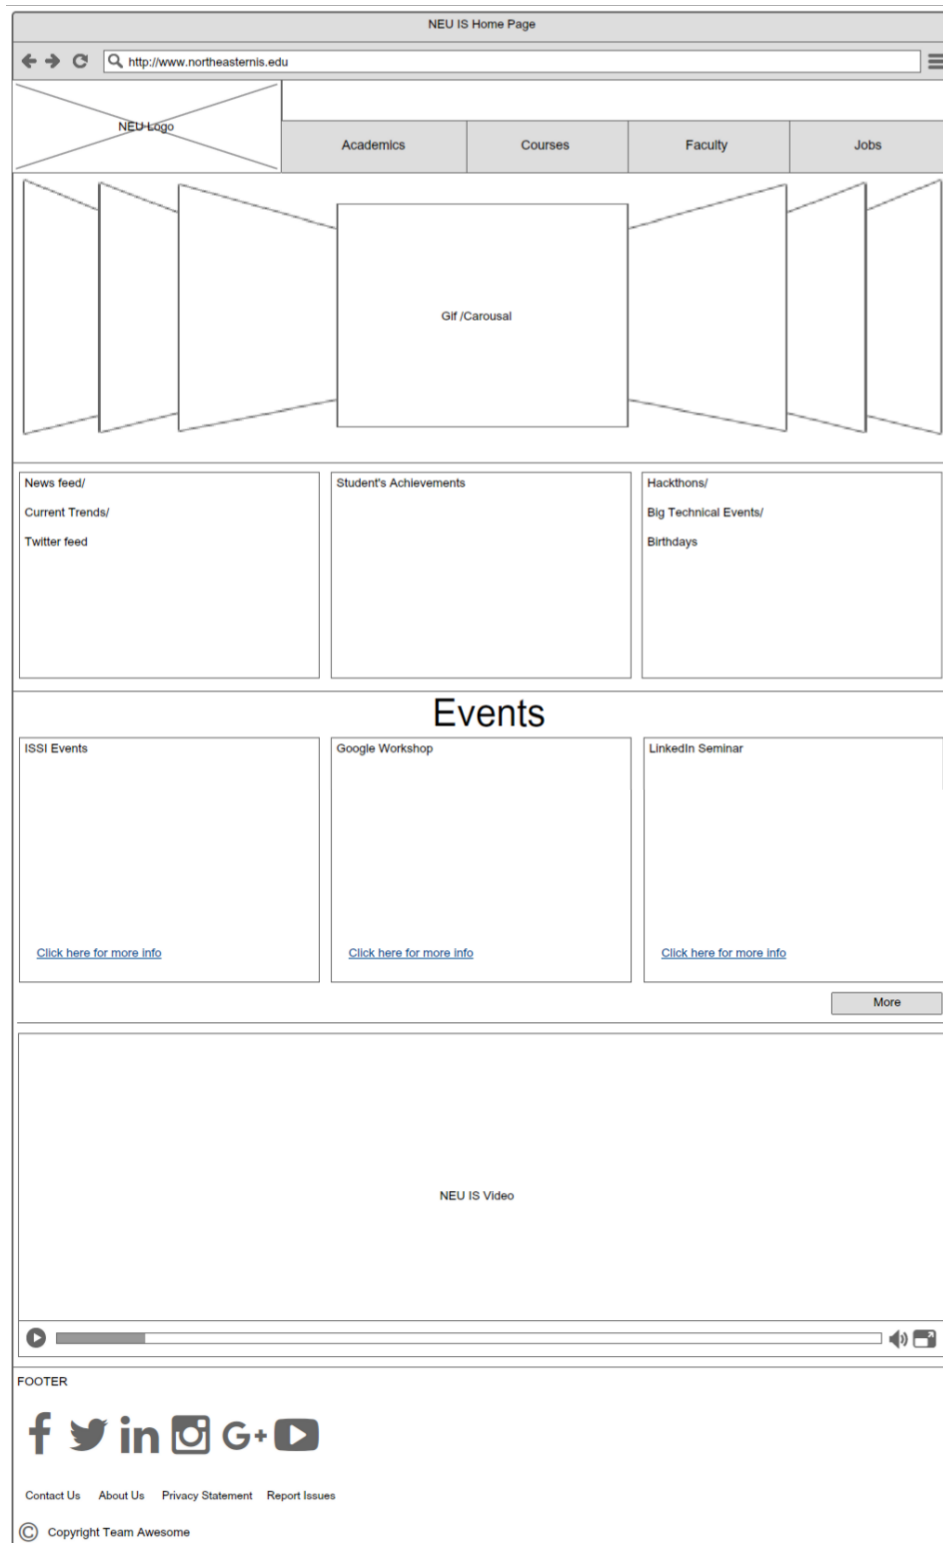 NEU IS Home Page
http://www.northeasternis.edu
NEU Logo
Academics
Courses
Faculty
Jobs
Gif /Carousal
News feed/
Current Trends/
Twitter feed
Student's Achievements
Hackthons/
Big Technical Events/
Birthdays
Events
ISSI Events
Click here for more info
Google Workshop
Click here for more info
LinkedIn Seminar
Click here for more info
More
NEU IS Video
FOOTER
f in G+
Contact Us About Us Privacy Statement Report Issues
© Copyright Team Awesome